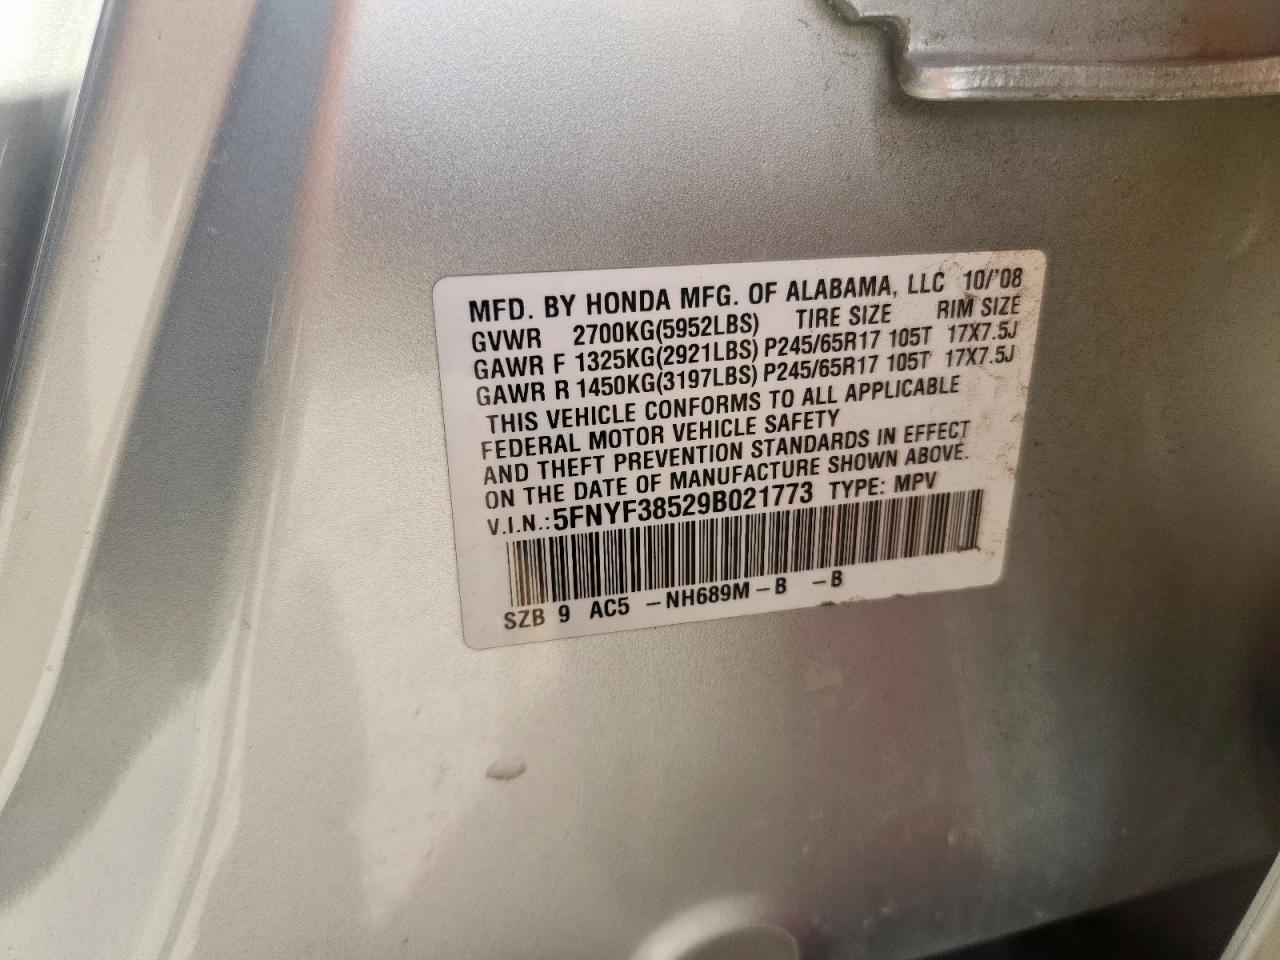 MFD. BY HONDA MFG. OF ALABAMA, LLC 10/'08
GVWR 2700KG(5952LBS) TIRE SIZE RIM SIZE
GAWR F 1325KG(2921LBS) P245/65R17 105T 17X7.5J
GAWR R 1450KG(3197LBS) P245/65R17 105T 17X7.5J
THIS VEHICLE CONFORMS TO ALL APPLICABLE
FEDERAL MOTOR VEHICLE SAFETY
AND THEFT PREVENTION STANDARDS IN EFFECT
ON THE DATE OF MANUFACTURE SHOWN ABOVE.
V.I.N.: 5FNYF38529B021773 TYPE: MPV
SZB 9 AC5 -NH689M-B -B